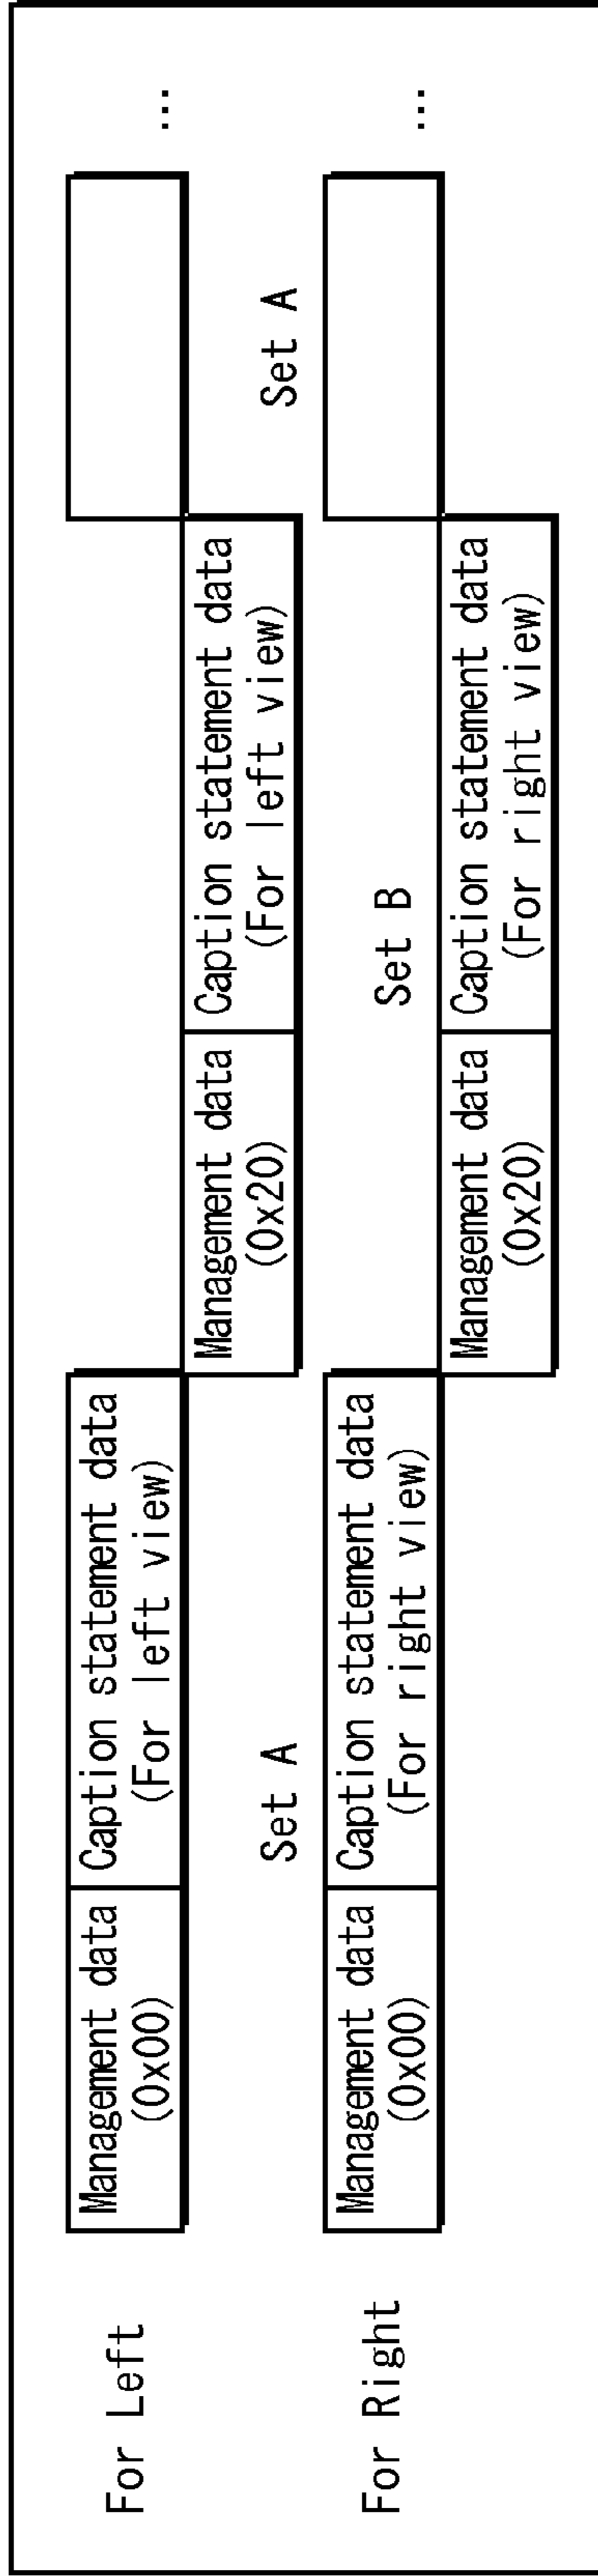 For Left
Management data
(0x00)
Caption statement data
(For left view)
Management data
(0x20)
Caption statement data
(For left view)
...
Set A
Set B
Set A
For Right
Management data
(0x00)
Caption statement data
(For right view)
Management data
(0x20)
Caption statement data
(For right view)
...